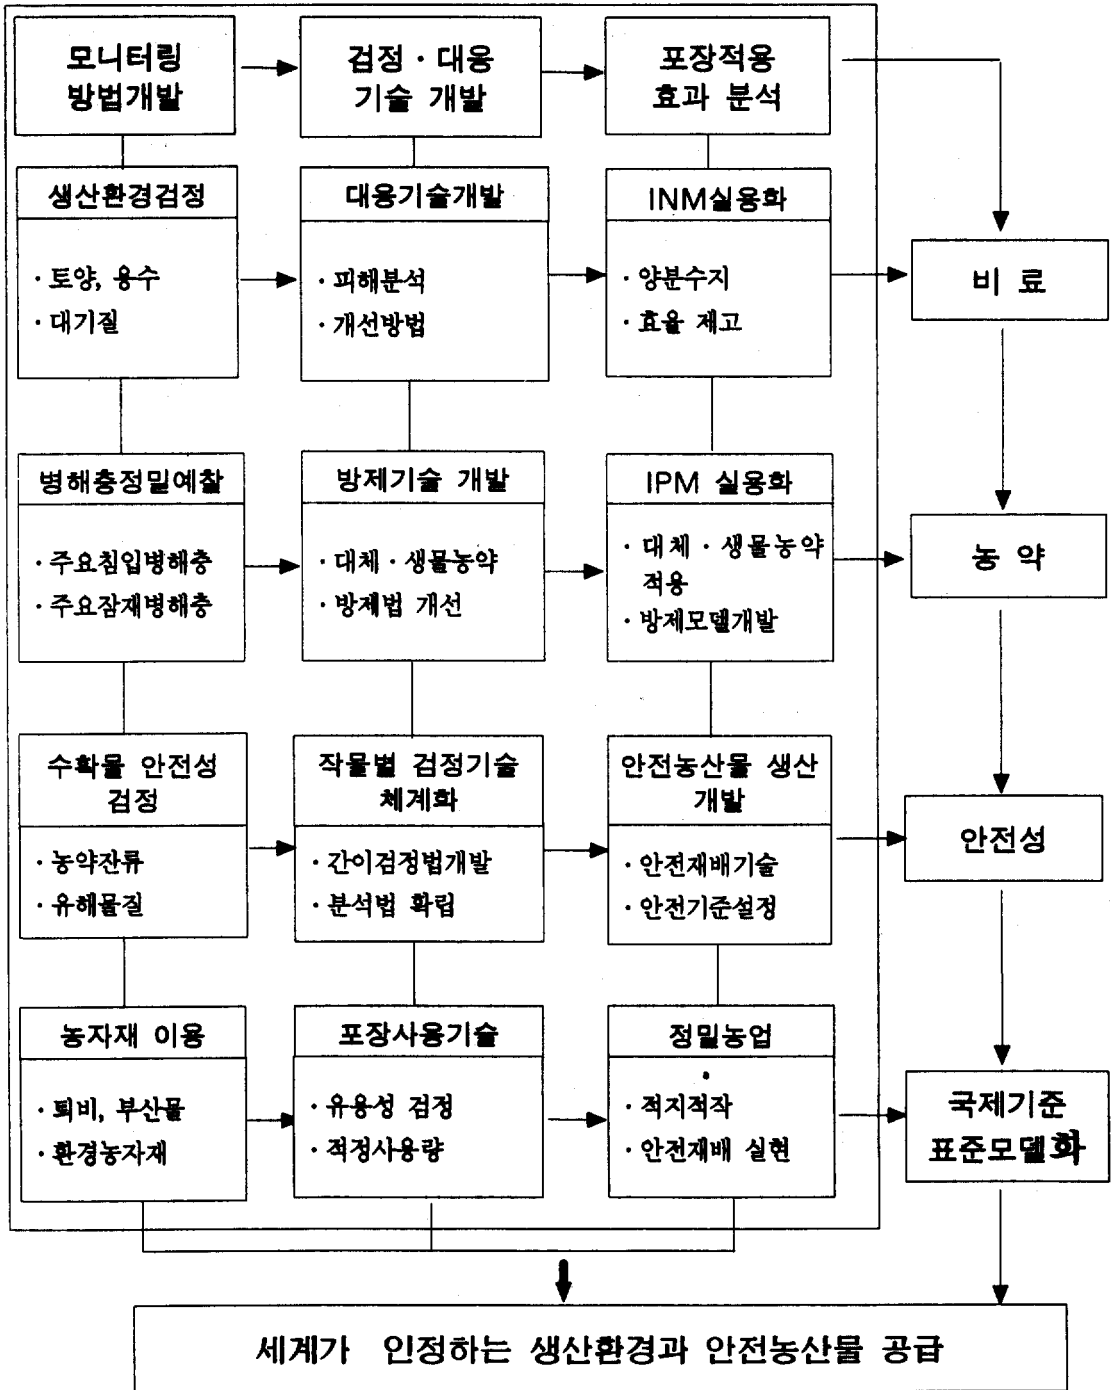 모니터링
방법개발
검정 · 대응
기술 개발
포장적용
효과 분석
생산환경검정
· 토양, 용수
· 대기질
대응기술개발
· 피해분석
· 개선방법
INM실용화
· 양분수지
· 효율 제고
비 료
병해충정밀예찰
· 주요침입병해충
· 주요잠재병해충
방제기술 개발
· 대체 · 생물농약
· 방제법 개선
IPM 실용화
· 대체 · 생물농약
적용
· 방제모델개발
농 약
수확물 안전성
검정
· 농약잔류
· 유해물질
작물별 검정기술
체계화
· 간이검정법개발
· 분석법 확립
안전농산물 생산
개발
· 안전재배기술
· 안전기준설정
안전성
농자재 이용
· 퇴비, 부산물
· 환경농자재
포장사용기술
· 유용성 검정
· 적정사용량
정밀농업
· 적지적작
· 안전재배 실현
국제기준
표준모델화
세계가 인정하는 생산환경과 안전농산물 공급